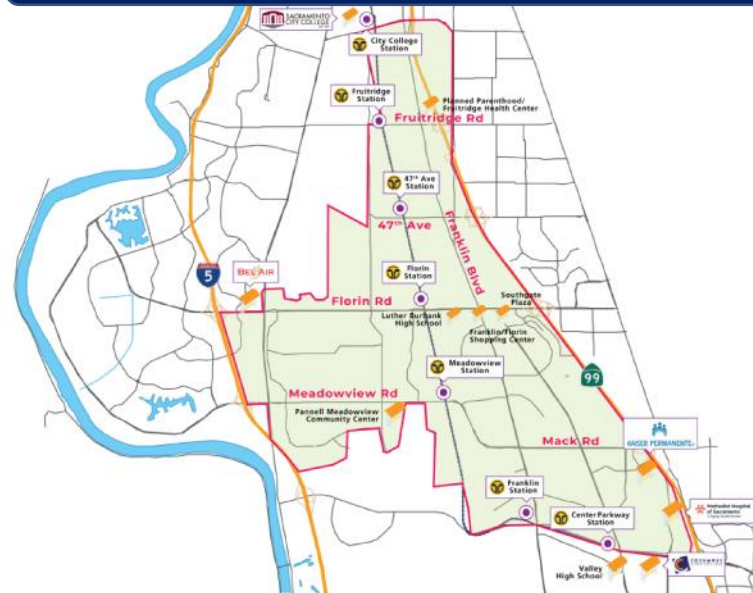 SACRAMENTO
CITY COLLEGE
City College
Station
Fruitridge
Station
Planned Parenthood/
Fruitridge Health Center
Fruitridge Rd
47th Ave
Station
47th Ave
Franklin Blvd
5
BEL AIR
Florin
Station
Florin Rd
Southgate
Plaza
Luther Burbank
High School
Franklin/Florin
Shopping Center
Meadowview
Station
99
Meadowview Rd
Pannell Meadowview
Community Center
Mack Rd
KAISER PERMANENTE
Franklin
Station
Methodist Hospital
of Sacramento
Center Parkway
Station
Valley
High School